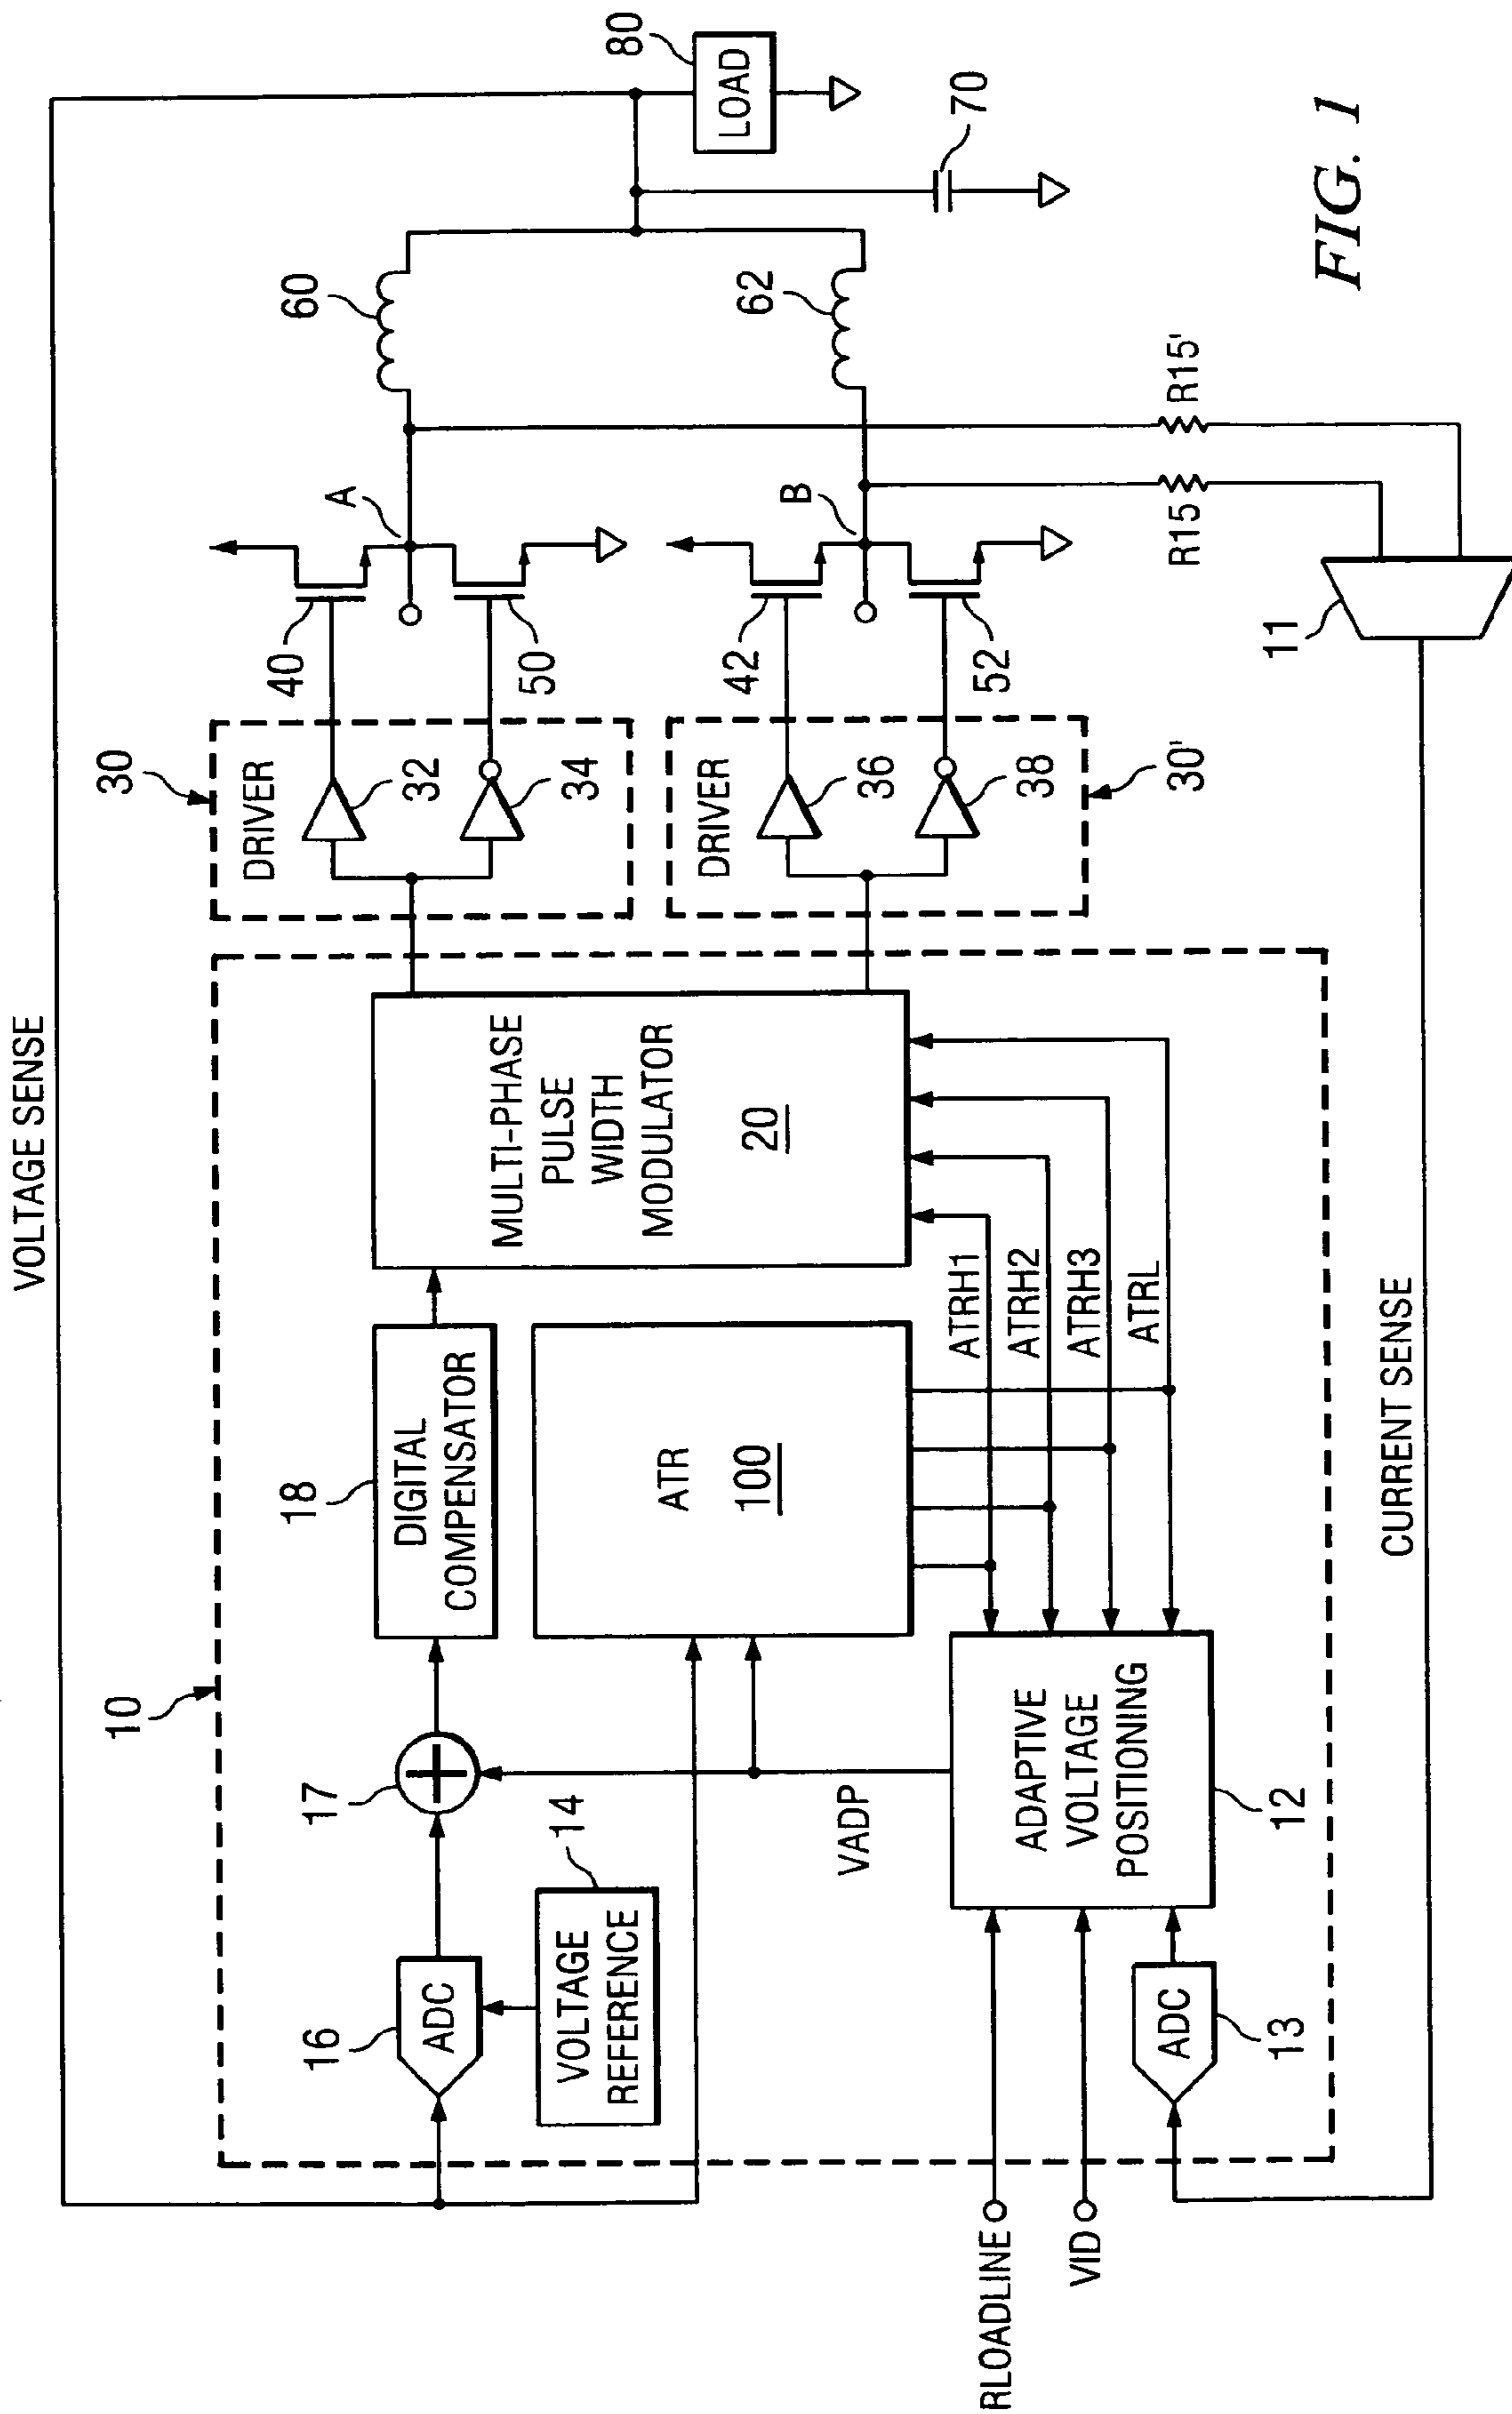 VOLTAGE SENSE
10
16
ADC
14
VOLTAGE
REFERENCE
17
18
DIGITAL
COMPENSATOR
ATR
100
MULTI-PHASE
PULSE
WIDTH
MODULATOR
20
VADP
RLOADLINE
VID
ADC
13
ADAPTIVE
VOLTAGE
POSITIONING
12
ATRH1
ATRH2
ATRH3
ATRL
CURRENT SENSE
30
DRIVER
32
34
DRIVER
36
38
30'
40
50
A
42
52
B
60
62
R15
R15'
11
70
80
LOAD
FIG. 1